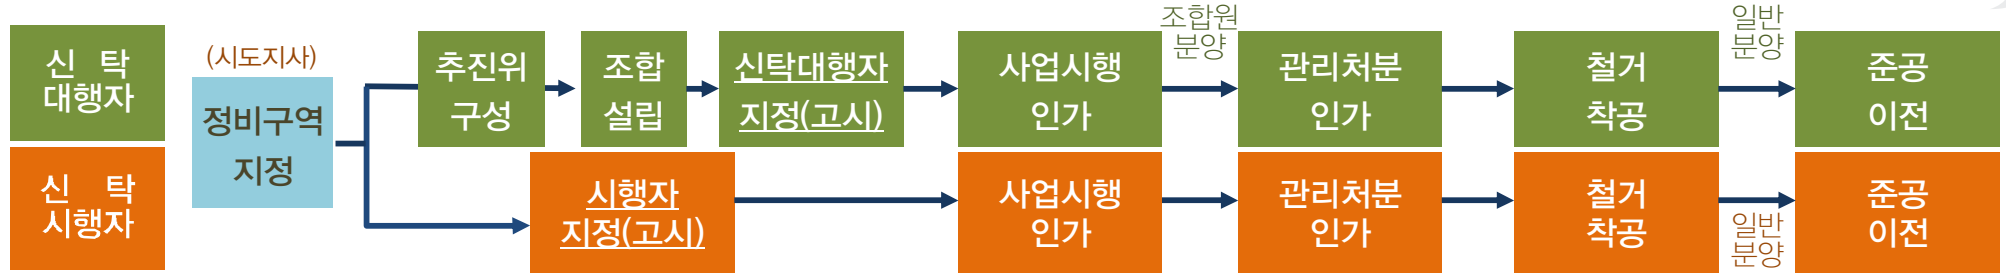 신 탁
대행자
(시도지사)
정비구역
지정
추진위
구성
조합
설립
신탁대행자
지정(고시)
사업시행
인가
조합원
분양
관리처분
인가
철거
착공
일반
분양
준공
이전
신 탁
시행자
시행자
지정(고시)
사업시행
인가
관리처분
인가
철거
착공
일반
분양
준공
이전